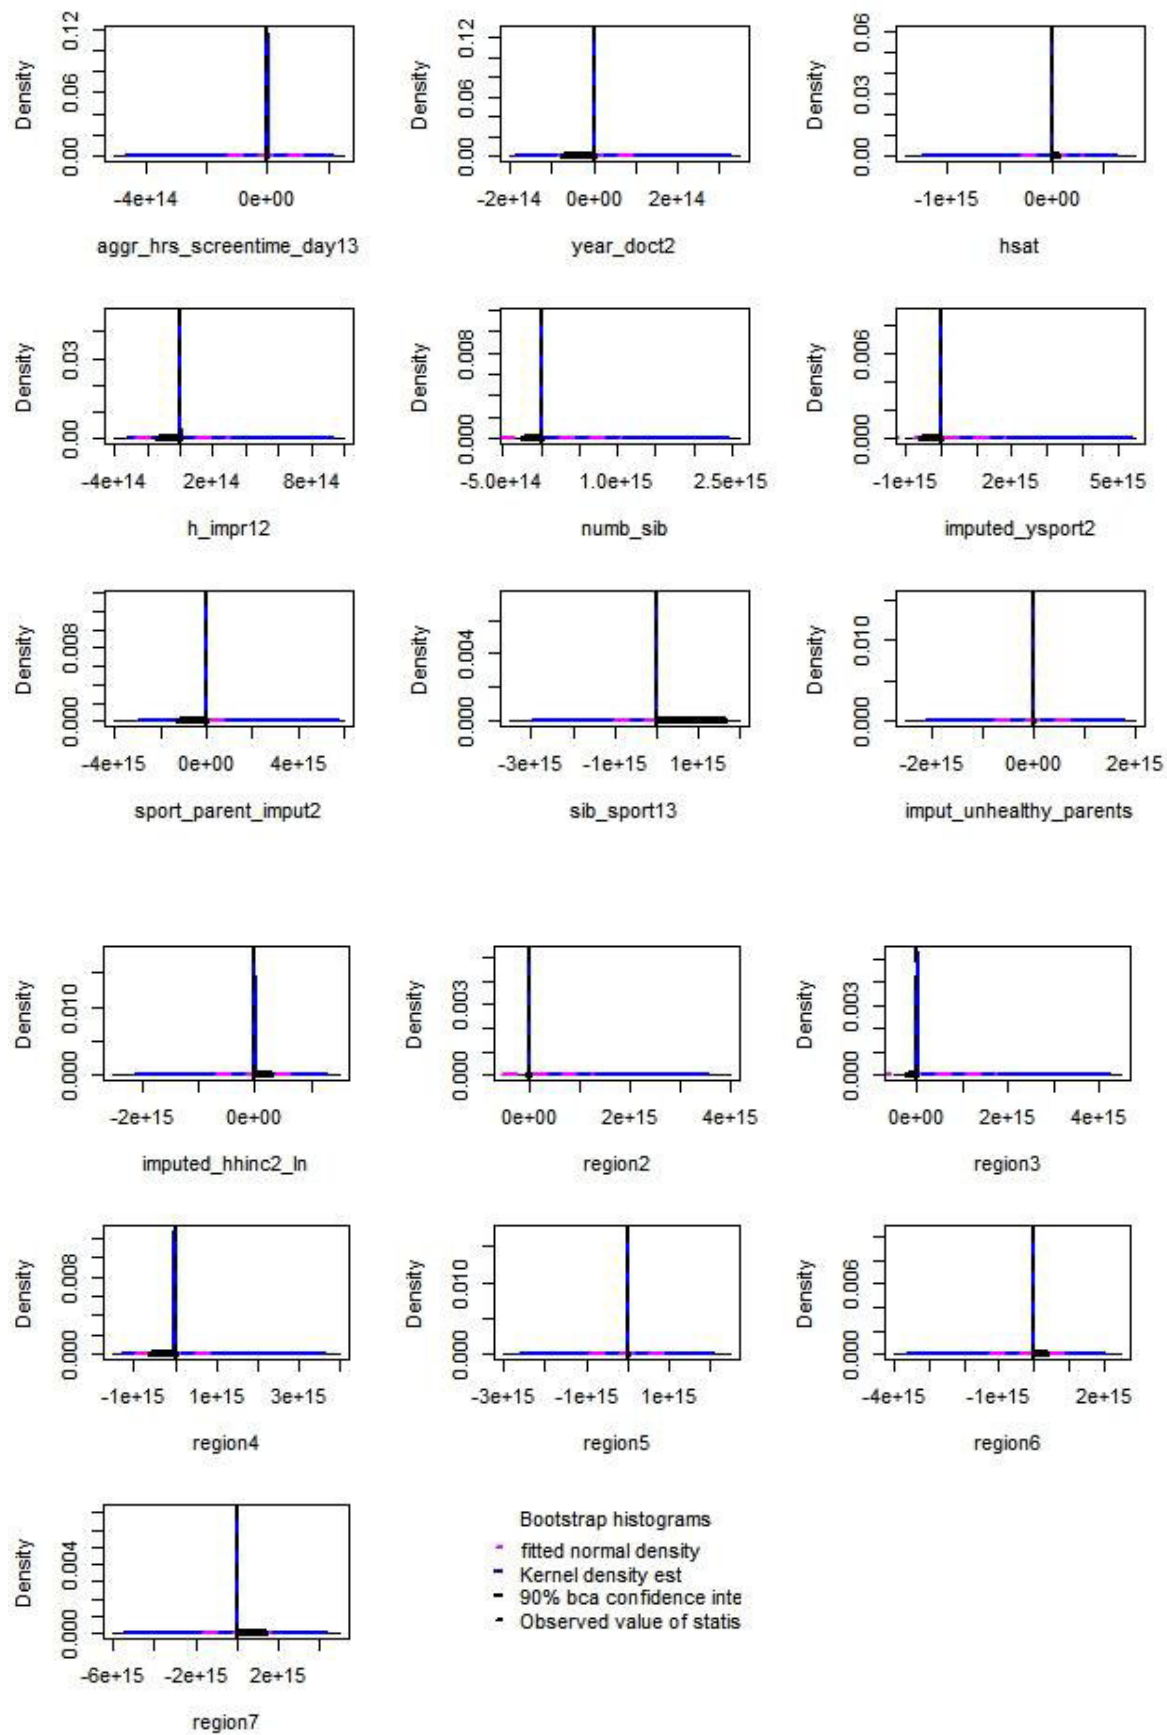 Density
0.00 0.06 0.12
-4e+14 0e+00
aggr_hrs_screentime_day13
Density
0.00 0.06 0.12
-2e+14 0e+00 2e+14
year_doct2
Density
0.00 0.03 0.06
-1e+15 0e+00
hsat
Density
0.00 0.03
-4e+14 2e+14 8e+14
h_impr12
Density
0.000 0.008
-5.0e+14 1.0e+15 2.5e+15
numb_sib
Density
0.000 0.006
-1e+15 2e+15 5e+15
imputed_ysport2
Density
0.000 0.008
-4e+15 0e+00 4e+15
sport_parent_imput2
Density
0.000 0.004
-3e+15 -1e+15 1e+15
sib_sport13
Density
0.000 0.010
-2e+15 0e+00 2e+15
imput_unhealthy_parents
Density
0.000 0.010
-2e+15 0e+00
imputed_hhinc2_ln
Density
0.000 0.003
0e+00 2e+15 4e+15
region2
Density
0.000 0.003
0e+00 2e+15 4e+15
region3
Density
0.000 0.008
-1e+15 1e+15 3e+15
region4
Density
0.000 0.010
-3e+15 -1e+15 1e+15
region5
Density
0.000 0.006
-4e+15 -1e+15 2e+15
region6
Density
0.000 0.004
-6e+15 -2e+15 2e+15
region7
Bootstrap histograms
fitted normal density
Kernel density est
90% bca confidence inte
Observed value of statis